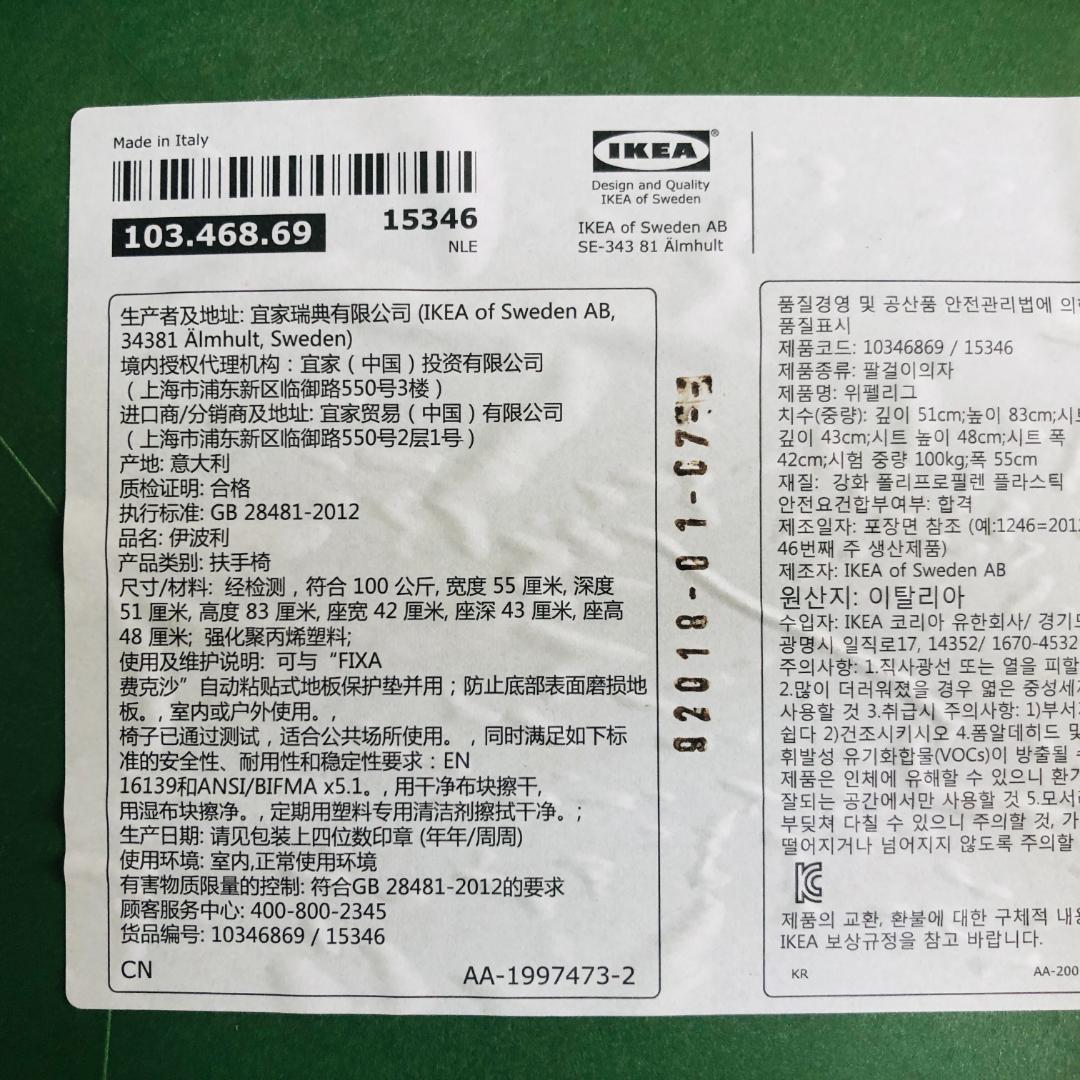 Made in Italy
103.468.69
15346
NLE
IKEA®
Design and Quality
IKEA of Sweden
IKEA of Sweden AB
SE-343 81 Älmhult
生产者及地址: 宜家瑞典有限公司 (IKEA of Sweden AB,
34381 Älmhult, Sweden)
境内授权代理机构：宜家（中国）投资有限公司
（上海市浦东新区临御路550号3楼）
进口商/分销商及地址: 宜家贸易（中国）有限公司
（上海市浦东新区临御路550号2层1号）
产地: 意大利
质检证明: 合格
执行标准: GB 28481-2012
品名: 伊波利
产品类别: 扶手椅
尺寸/材料: 经检测，符合 100 公斤, 宽度 55 厘米, 深度
51 厘米, 高度 83 厘米, 座宽 42 厘米, 座深 43 厘米, 座高
48 厘米; 强化聚丙烯塑料;
使用及维护说明: 可与“FIXA
费克沙”自动粘贴式地板保护垫并用；防止底部表面磨损地
板。, 室内或户外使用。,
椅子已通过测试，适合公共场所使用。，同时满足如下标
准的安全性、耐用性和稳定性要求：EN
16139和ANSI/BIFMA x5.1。, 用干净布块擦干,
用湿布块擦净。, 定期用塑料专用清洁剂擦拭干净。;
生产日期: 请见包装上四位数印章 (年年/周周)
使用环境: 室内,正常使用环境
有害物质限量的控制: 符合GB 28481-2012的要求
顾客服务中心: 400-800-2345
货品编号: 10346869 / 15346
CN
AA-1997473-2
품질경영 및 공산품 안전관리법에
품질표시
제품코드: 10346869 / 15346
제품종류: 팔걸이의자
제품명: 위펠리그
치수(중량): 깊이 51cm;높이 83cm;시트
깊이 43cm;시트 높이 48cm;시트 폭
42cm;시험 중량 100kg;폭 55cm
재질: 강화 폴리프로필렌 플라스틱
안전요건합부여부: 합격
제조일자: 포장면 참조 (예:1246=2012
46번째 주 생산제품)
제조자: IKEA of Sweden AB
원산지: 이탈리아
수입자: IKEA 코리아 유한회사/ 경기도
광명시 일직로17, 14352/ 1670-4532
주의사항: 1.직사광선 또는 열을 피할
2.많이 더러워졌을 경우 엷은 중성세제
사용할 것 3.취급시 주의사항: 1)부서
쉽다 2)건조시키시오 4.폼알데히드 및
휘발성 유기화합물(VOCs)이 방출될
제품은 인체에 유해할 수 있으니 환기
잘되는 공간에서만 사용할 것 5.모서리
부딪쳐 다칠 수 있으니 주의할 것,
떨어지거나 넘어지지 않도록 주의할
제품의 교환, 환불에 대한 구체적
IKEA 보상규정을 참고 바랍니다.
KR
AA-200